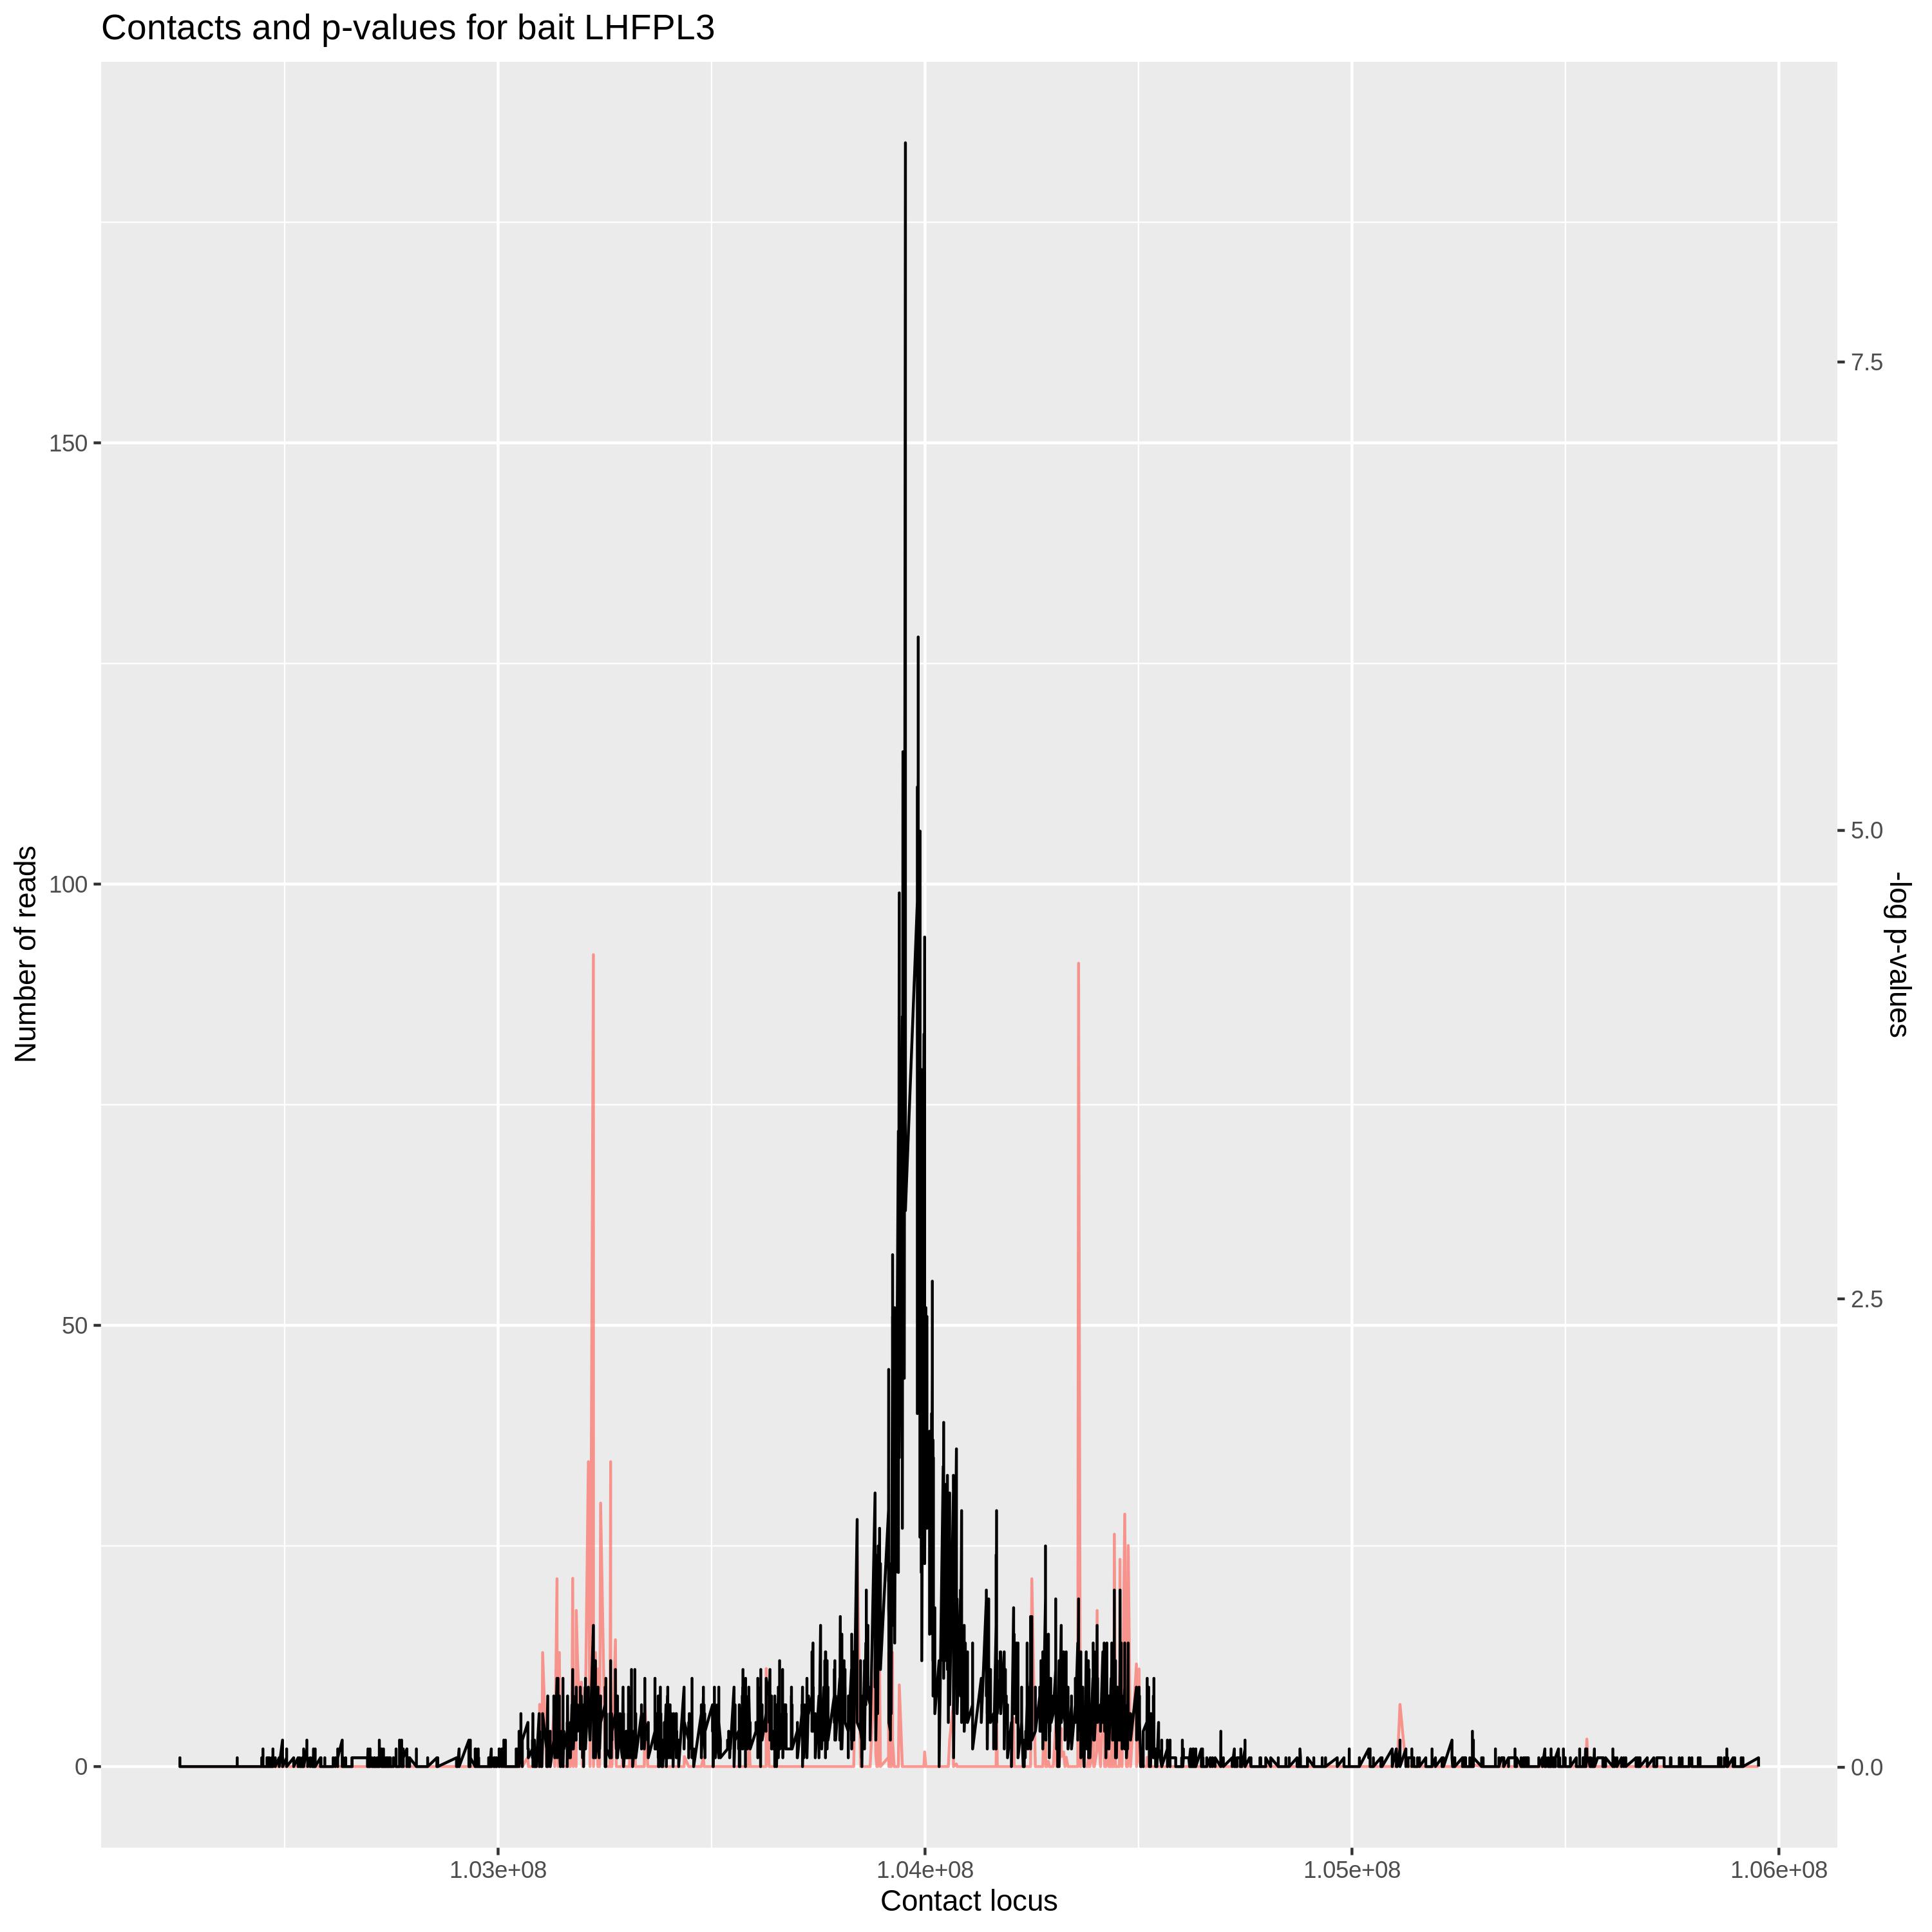 Contacts and p-values for bait LHFPL3
Number of reads
150
100
50
0
7.5
5.0
2.5
0.0
-log p-values
1.03e+08
1.04e+08
1.05e+08
1.06e+08
Contact locus